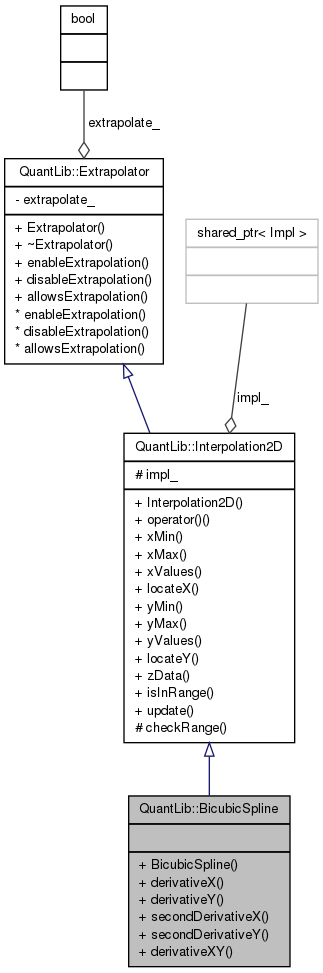 bool
extrapolate_
QuantLib::Extrapolator
- extrapolate_
+ Extrapolator()
+ ~Extrapolator()
+ enableExtrapolation()
+ disableExtrapolation()
+ allowsExtrapolation()
* enableExtrapolation()
* disableExtrapolation()
* allowsExtrapolation()
shared_ptr< Impl >
impl_
QuantLib::Interpolation2D
# impl_
+ Interpolation2D()
+ operator()()
+ xMin()
+ xMax()
+ xValues()
+ locateX()
+ yMin()
+ yMax()
+ yValues()
+ locateY()
+ zData()
+ isInRange()
+ update()
# checkRange()
QuantLib::BicubicSpline
+ BicubicSpline()
+ derivativeX()
+ derivativeY()
+ secondDerivativeX()
+ secondDerivativeY()
+ derivativeXY()